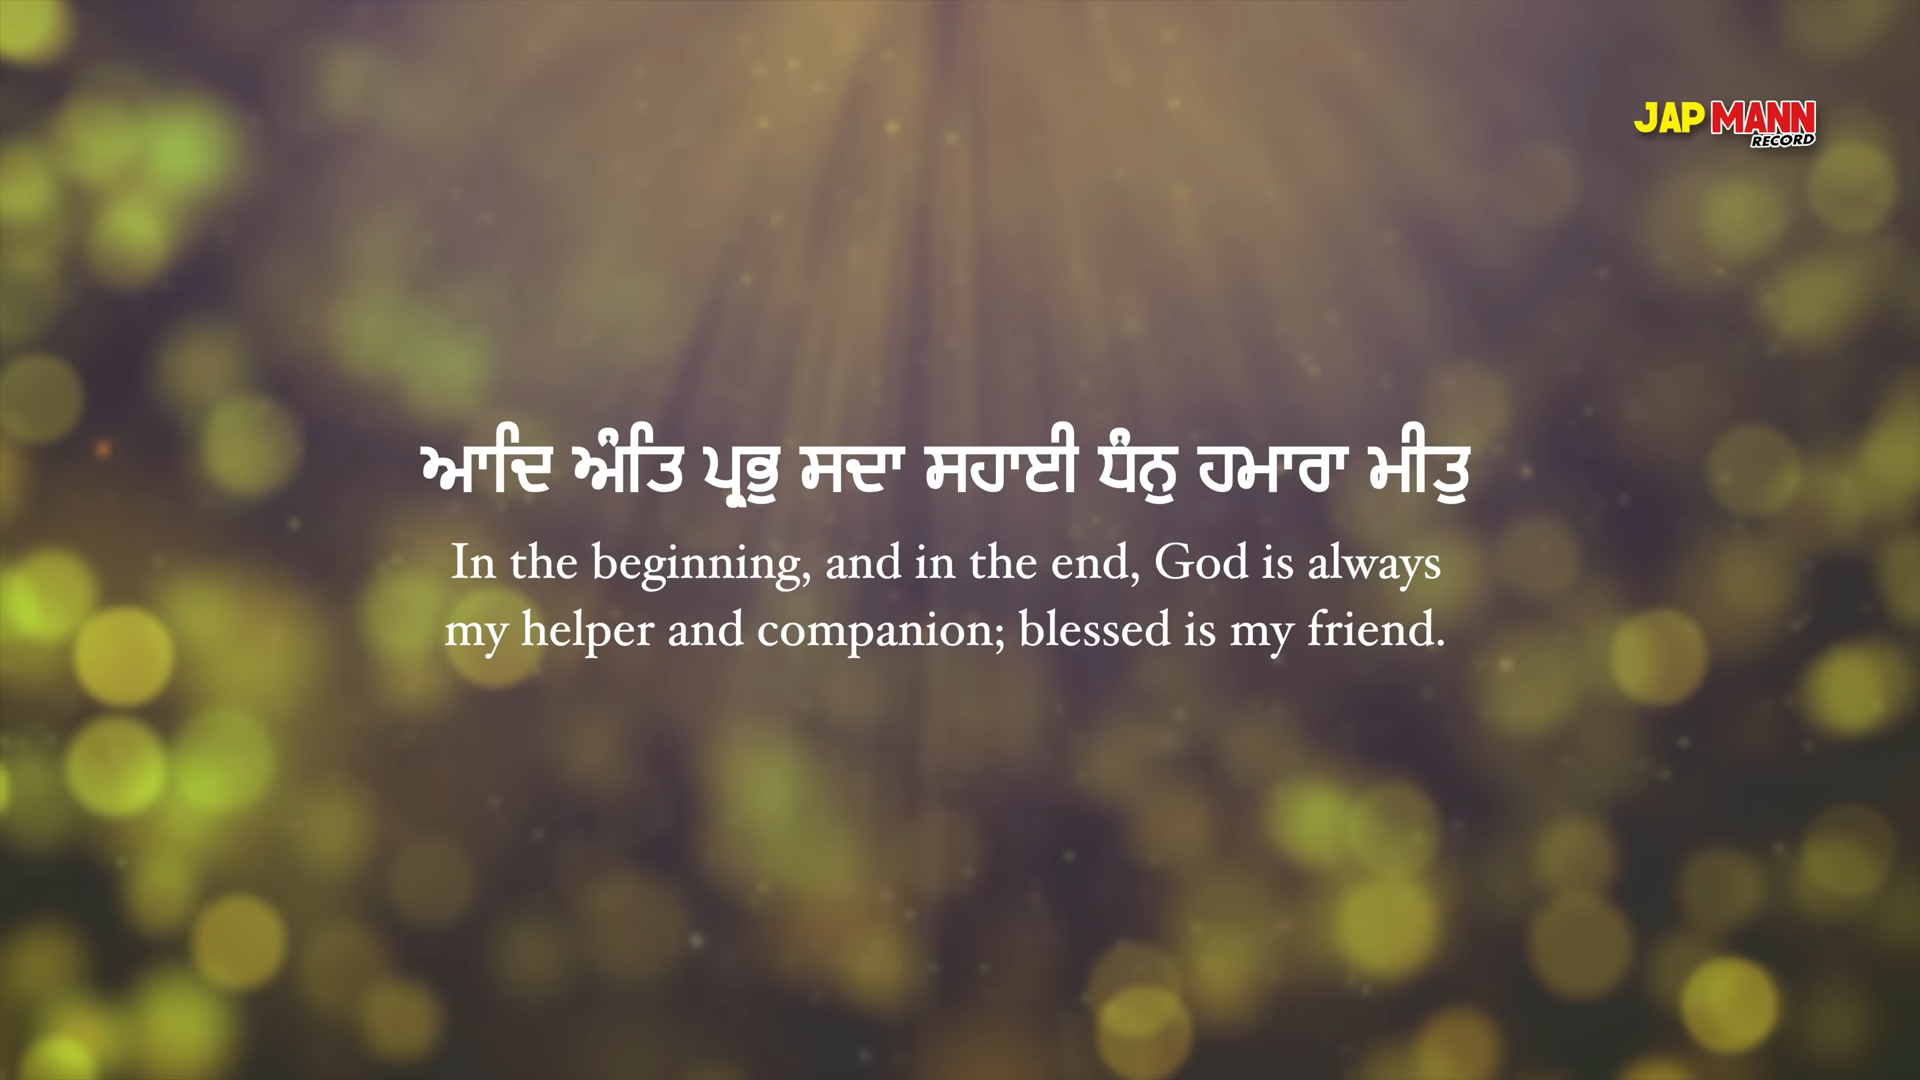 JAP MANN
RECORD
ਆਦਿ ਅੰਤਿ ਪ੍ਰਭੁ ਸਦਾ ਸਹਾਈ ਧੰਨੁ ਹਮਾਰਾ ਮੀਤੁ
In the beginning, and in the end, God is always
my helper and companion; blessed is my friend.